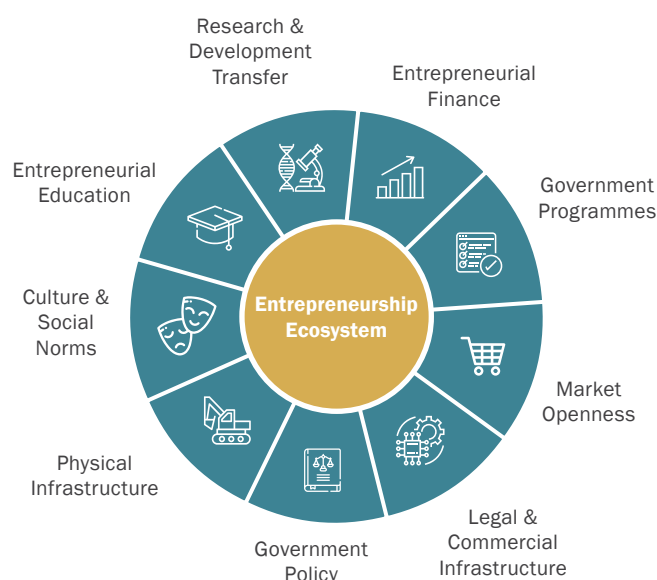 Research &
Development
Transfer
Entrepreneurial
Finance
Government
Programmes
Market
Openness
Legal &
Commercial
Infrastructure
Government
Policy
Physical
Infrastructure
Culture &
Social
Norms
Entrepreneurial
Education
Entrepreneurship
Ecosystem